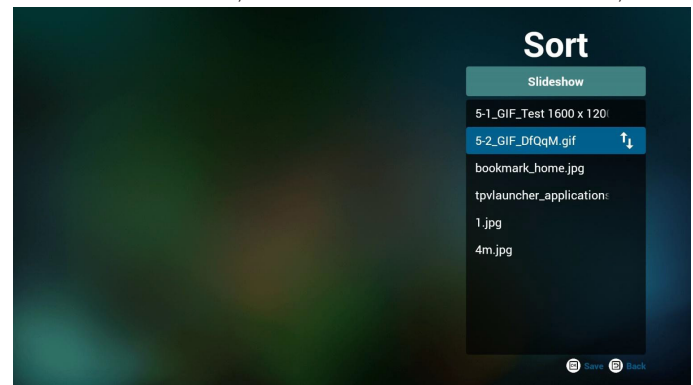 Sort
Slideshow
5-1_GIF_Test 1600 x 120
5-2_GIF_DfQqM.gif
bookmark_home.jpg
tpvlauncher_applications
1.jpg
4m.jpg
Save Back